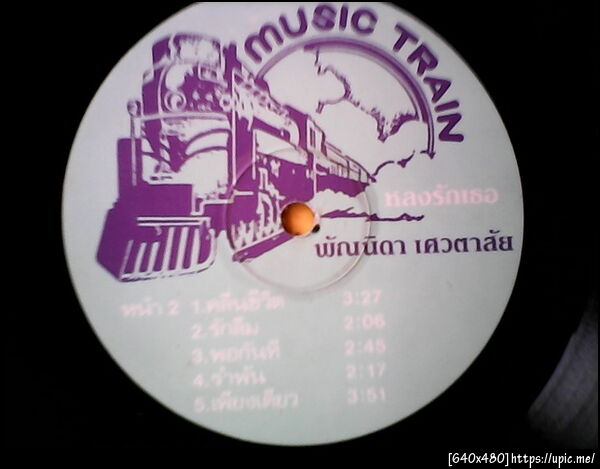 MUSIC TRAIN
หลงรักเธอ
พัณนิดา เศวตาสัย
หน้า 2 1.คลื่นชีวิต 3:27
2.รักลืม 2:06
3.พอกันที 2:45
4.รำพัน 2:17
5.เพียงเดียว 3:51
[640x480]https://upic.me/